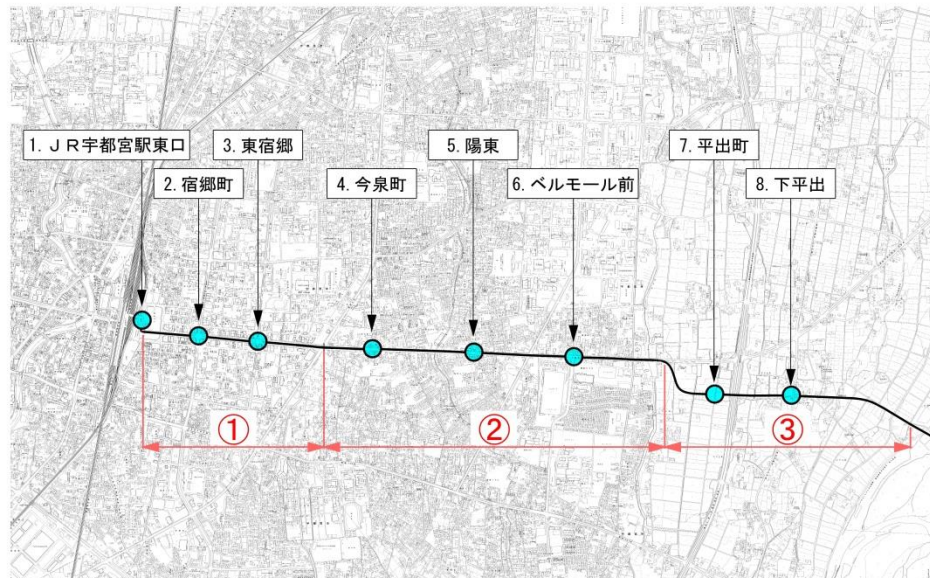 1. JR宇都宮駅東口
2. 宿郷町
3. 東宿郷
4. 今泉町
5. 陽東
6. ベルモール前
7. 平出町
8. 下平出
①
②
③